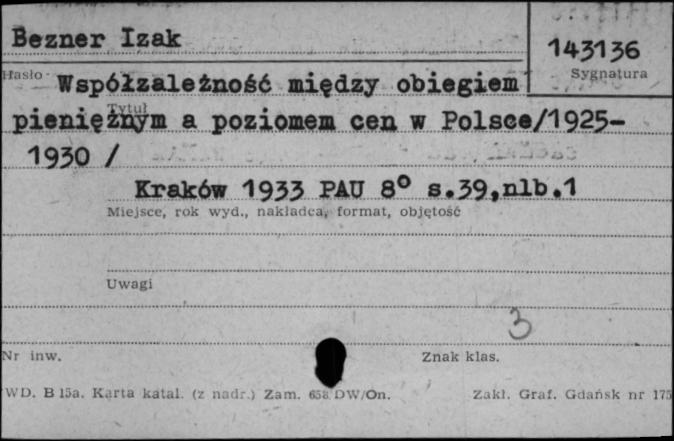 Bezner Izak
143136
Hasło
Sygnatura
Współzależność między obiegiem
Tytuł
pieniężnym a poziomem cen w Polsce/1925-
1930 /
Kraków 1933 PAU 8° s.39,nlb.1
Miejsce, rok wyd., nakładca, format, objętość
Uwagi
3
Nr inw.
Znak klas.
WD. B 15a. Karta katal. (z nadr.) Zam. 658/DW/On.
Zakł. Graf. Gdańsk nr 175